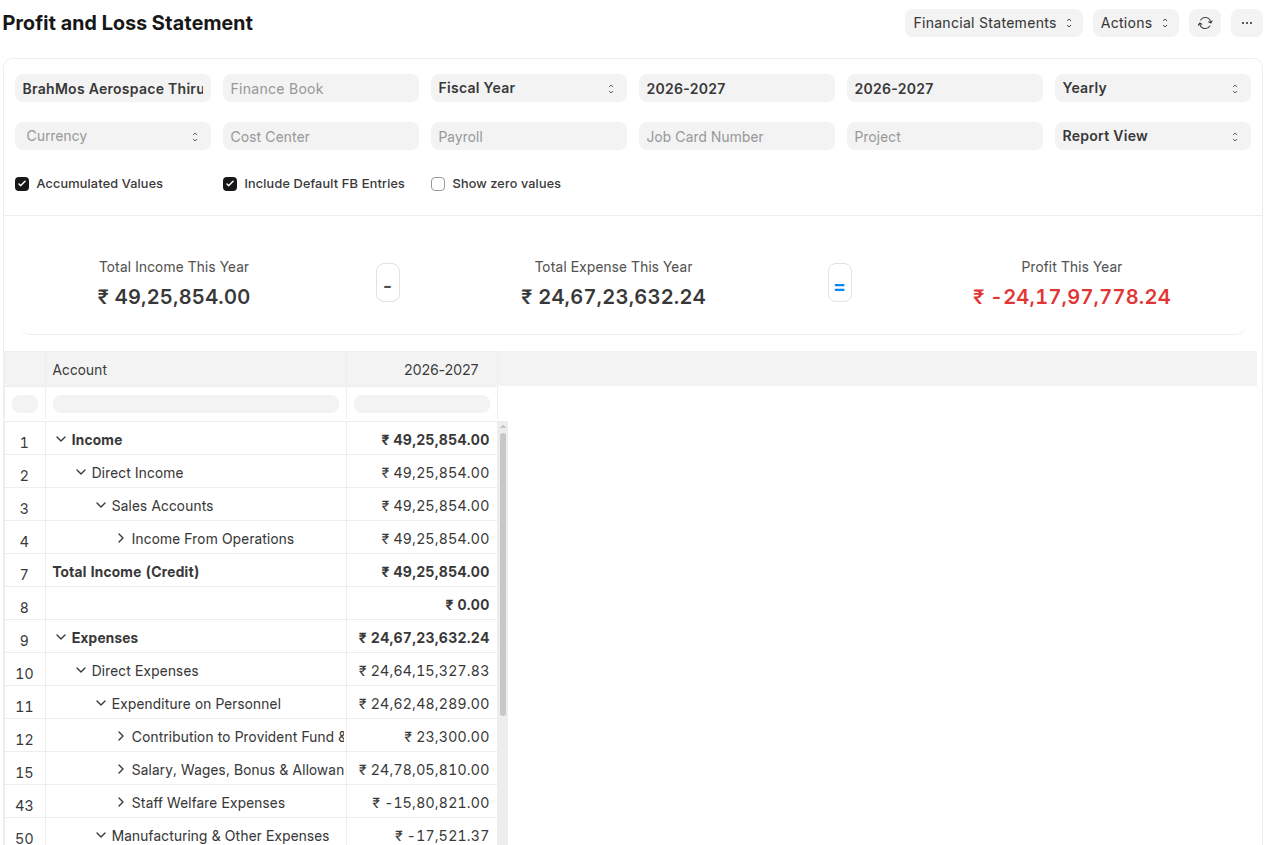 Profit and Loss Statement
Financial Statements
Actions
BrahMos Aerospace Thiru
Finance Book
Fiscal Year
2026-2027
2026-2027
Yearly
Currency
Cost Center
Payroll
Job Card Number
Project
Report View
Accumulated Values
Include Default FB Entries
Show zero values
Total Income This Year
₹ 49,25,854.00
-
Total Expense This Year
₹ 24,67,23,632.24
=
Profit This Year
₹ -24,17,97,778.24
Account 2026-2027
1 Income ₹ 49,25,854.00
2 Direct Income ₹ 49,25,854.00
3 Sales Accounts ₹ 49,25,854.00
4 Income From Operations ₹ 49,25,854.00
7 Total Income (Credit) ₹ 49,25,854.00
8 ₹ 0.00
9 Expenses ₹ 24,67,23,632.24
10 Direct Expenses ₹ 24,64,15,327.83
11 Expenditure on Personnel ₹ 24,62,48,289.00
12 Contribution to Provident Fund & ₹ 23,300.00
15 Salary, Wages, Bonus & Allowan ₹ 24,78,05,810.00
43 Staff Welfare Expenses ₹ -15,80,821.00
50 Manufacturing & Other Expenses ₹ -17,521.37